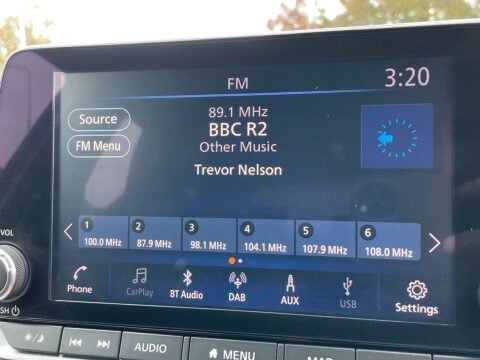 FM
3:20
89.1 MHz
Source
BBC R2
FM Menu
Other Music
Trevor Nelson
1 2 3 4 5 6
100.0 MHz 87.9 MHz 98.1 MHz 104.1 MHz 107.9 MHz 108.0 MHz
Phone CarPlay BT Audio DAB AUX USB Settings
VOL
SH
AUDIO
MENU
MAP